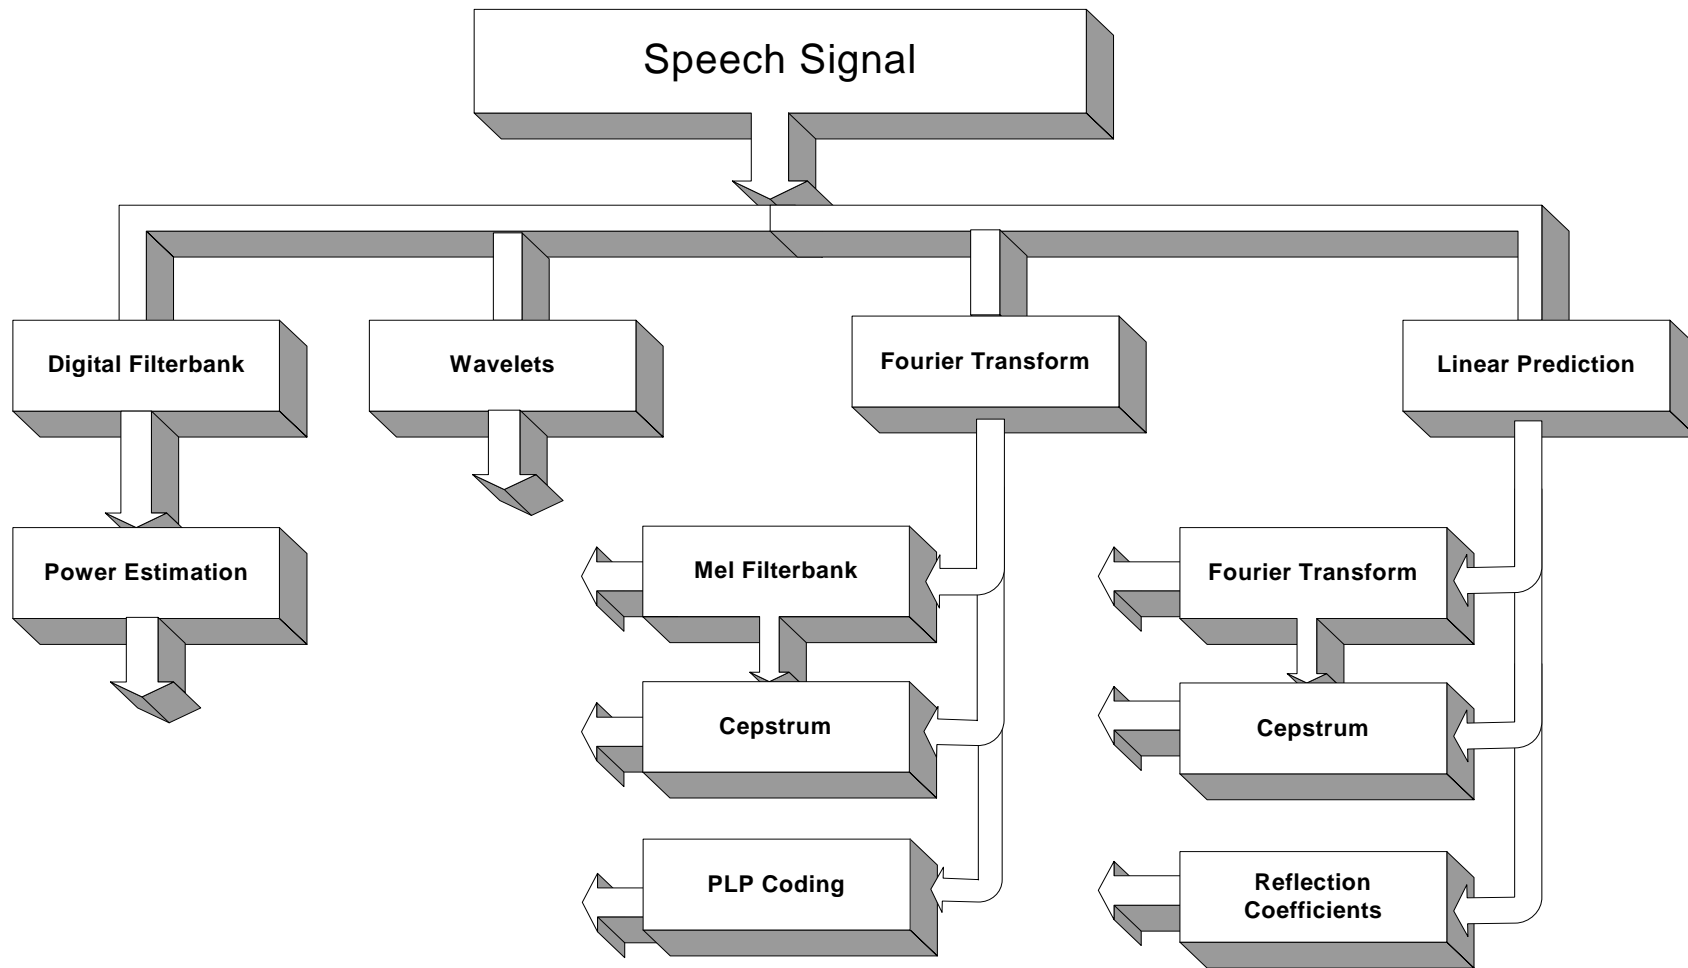 Speech Signal
Digital Filterbank
Wavelets
Fourier Transform
Linear Prediction
Power Estimation
Mel Filterbank
Fourier Transform
Cepstrum
Cepstrum
PLP Coding
Reflection
Coefficients